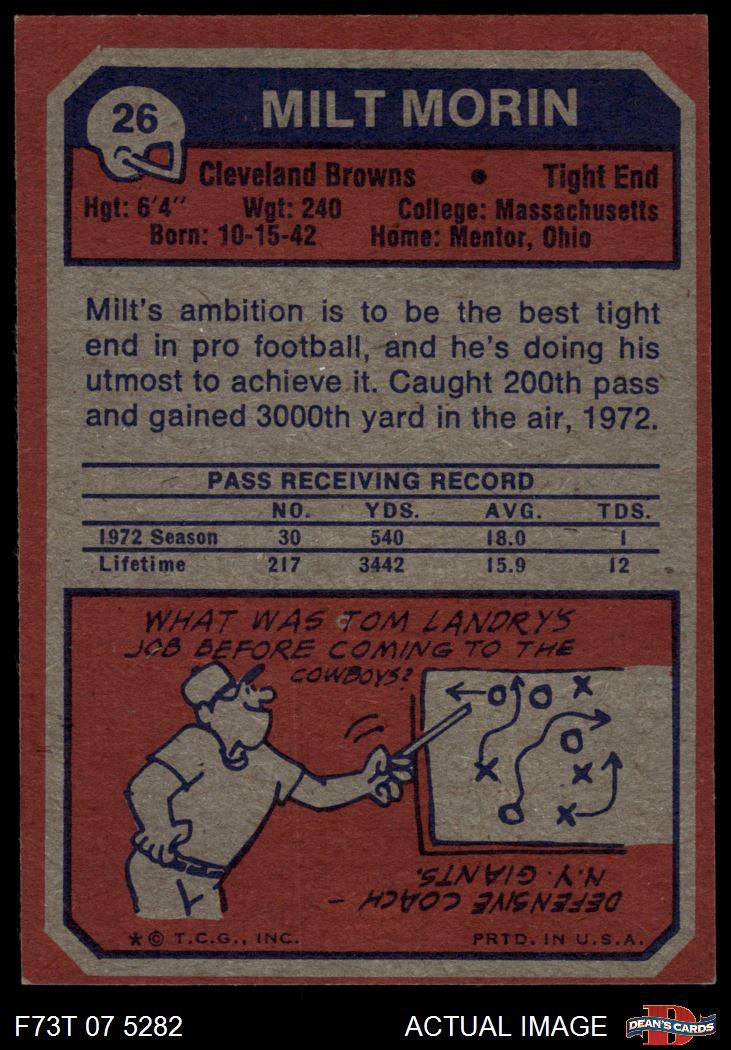 26
MILT MORIN
Cleveland Browns • Tight End
Hgt: 6'4" Wgt: 240 College: Massachusetts
Born: 10-15-42 Home: Mentor, Ohio
Milt's ambition is to be the best tight
end in pro football, and he's doing his
utmost to achieve it. Caught 200th pass
and gained 3000th yard in the air, 1972.
PASS RECEIVING RECORD
NO. YDS. AVG. TDS.
1972 Season 30 540 18.0 1
Lifetime 217 3442 15.9 12
WHAT WAS TOM LANDRY'S
JOB BEFORE COMING TO THE
COWBOYS?
DEFENSIVE COACH –
N.Y. GIANTS.
* © T.C.G., INC. PRTD. IN U.S.A.
F73T 07 5282 ACTUAL IMAGE
D
DEAN'S CARDS